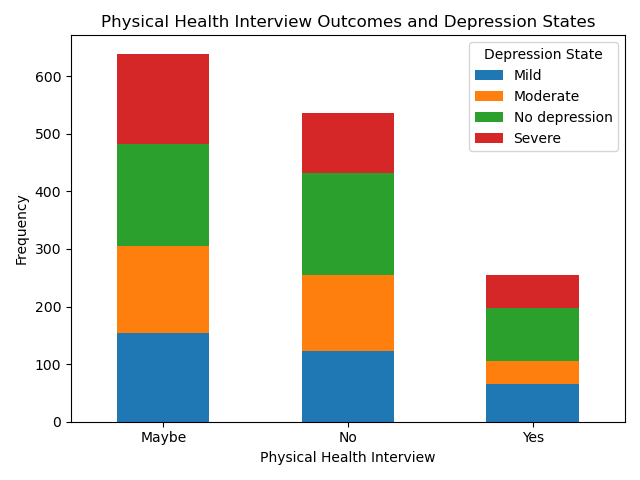 Physical Health Interview Outcomes and Depression States
Depression State
Mild
Moderate
No depression
Severe
Frequency
600
500
400
300
200
100
0
Maybe
No
Yes
Physical Health Interview